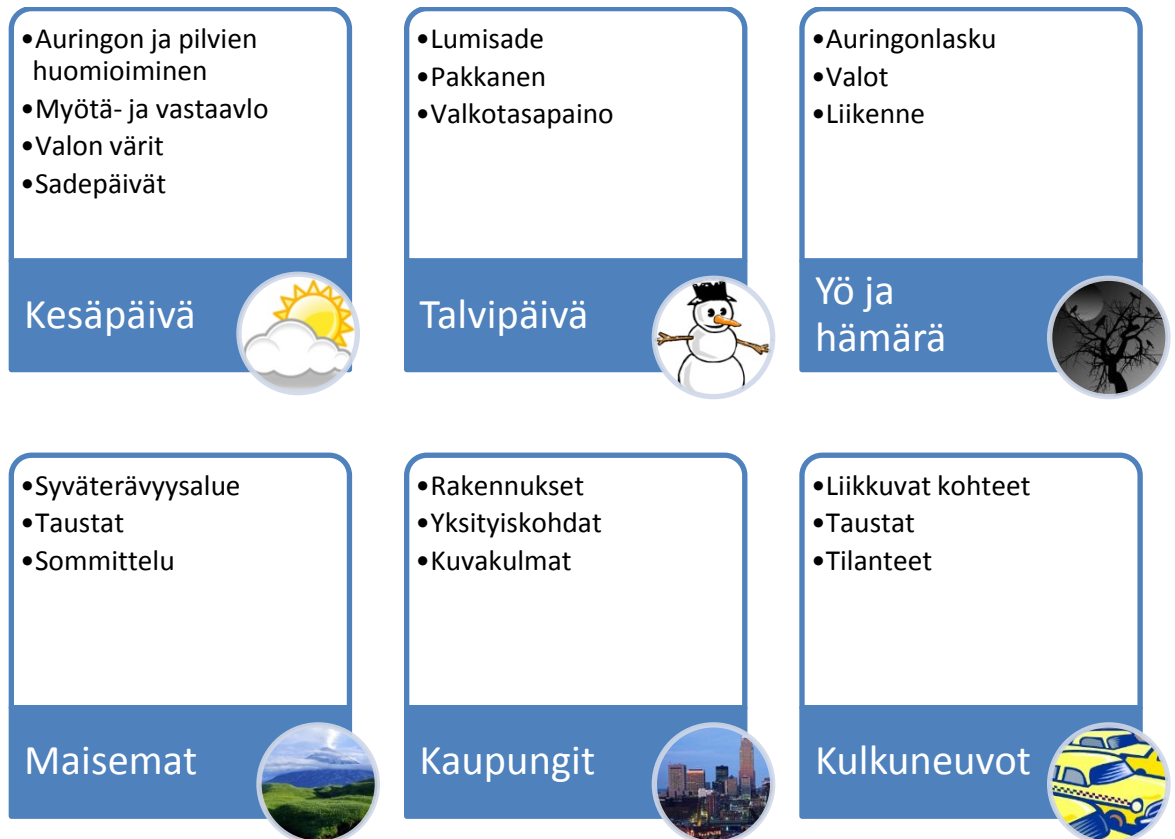 •Auringon ja pilvien
huomioiminen
•Myötä- ja vastaavlo
•Valon värit
•Sadepäivät
Kesäpäivä
•Lumisade
•Pakkanen
•Valkotasapaino
Talvipäivä
•Auringonlasku
•Valot
•Liikenne
Yö ja
hämärä
•Syväterävyysalue
•Taustat
•Sommittelu
Maisemat
•Rakennukset
•Yksityiskohdat
•Kuvakulmat
Kaupungit
•Liikkuvat kohteet
•Taustat
•Tilanteet
Kulkuneuvot